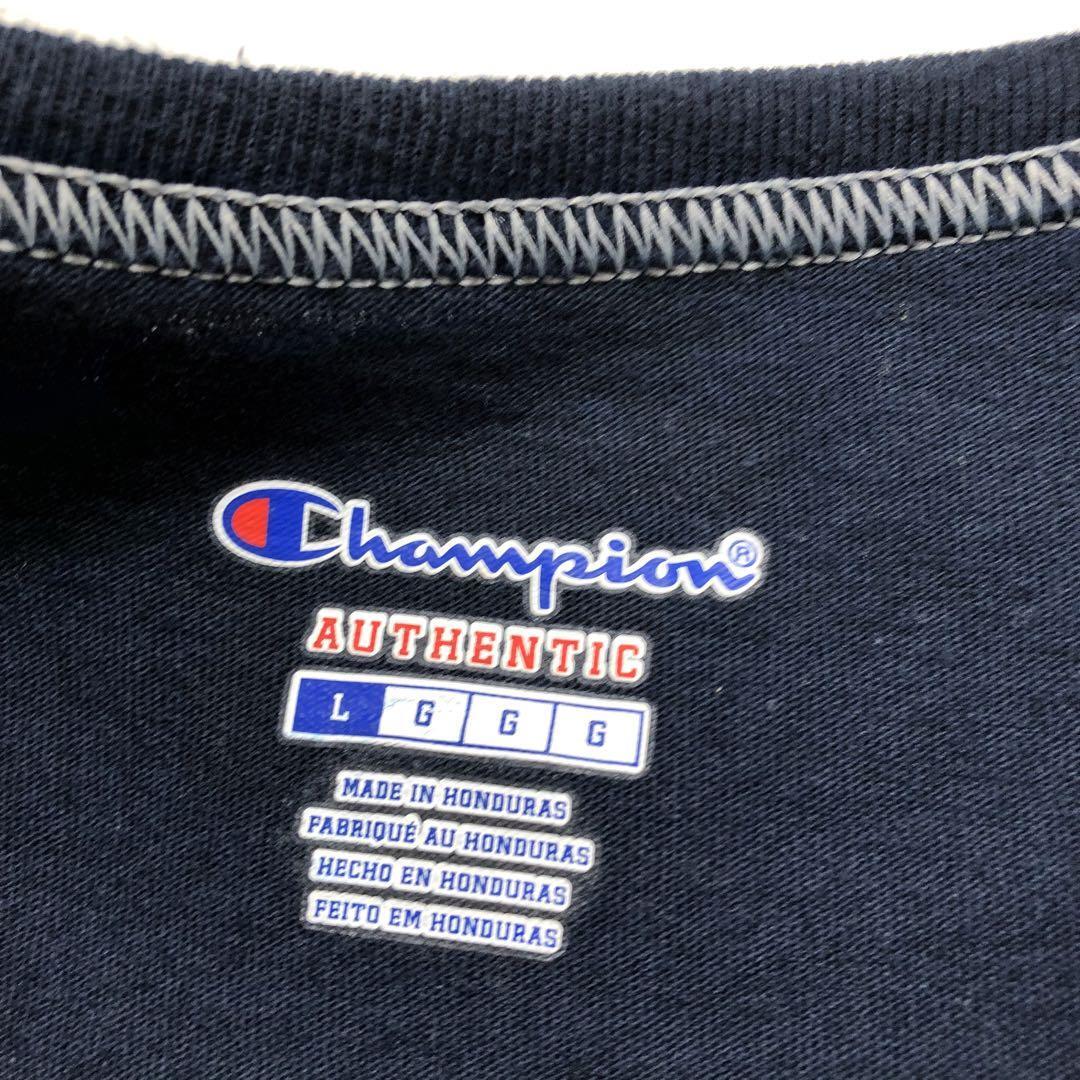 Champion®
AUTHENTIC
L G G G
MADE IN HONDURAS
FABRIQUÉ AU HONDURAS
HECHO EN HONDURAS
FEITO EM HONDURAS